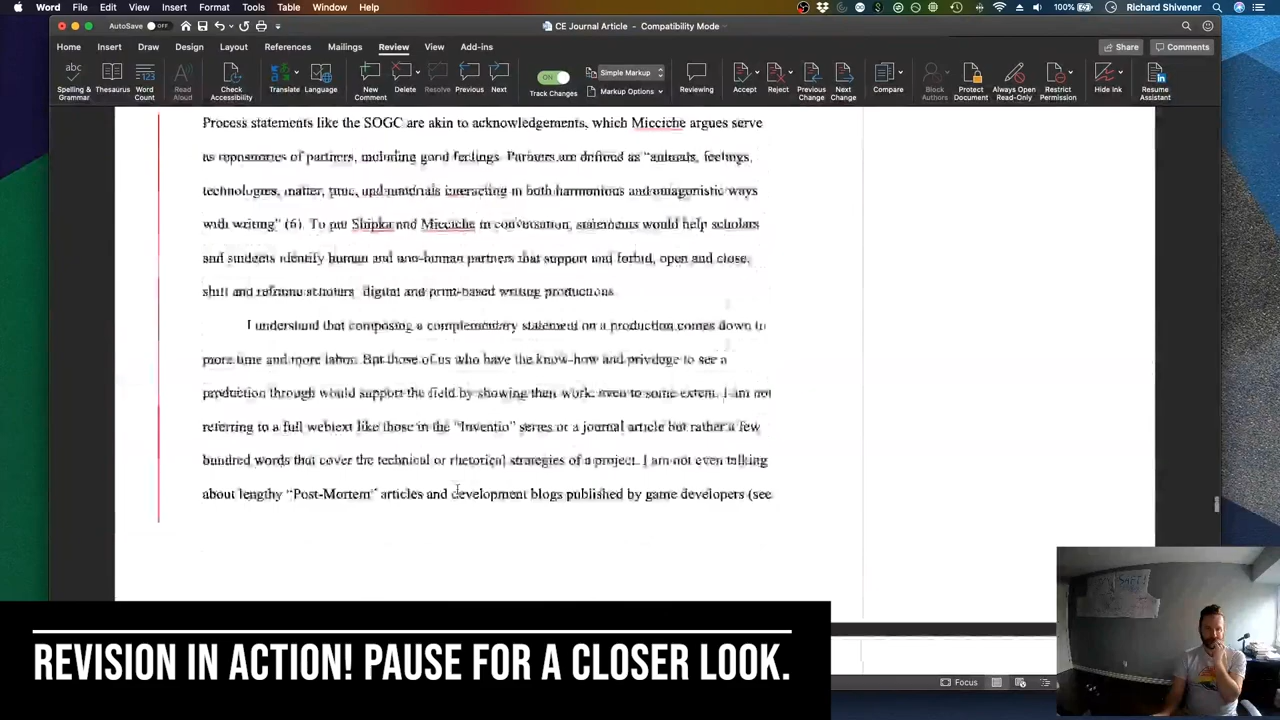 Word File Edit View Insert Format Tools Table Window Help 100% Richard Shivener
AutoSave OFF CE Journal Article - Compatibility Mode
Home Insert Draw Design Layout References Mailings Review View Add-ins Share Comments
Spelling & Grammar Thesaurus Word Count Read Aloud Check Accessibility Translate Language New Comment Delete Resolve Previous Next ON Track Changes Simple Markup Markup Options Reviewing Accept Reject Previous Change Next Change Compare Block Authors Protect Document Always Open Read-Only Restrict Permission Hide Ink Resume Assistant
Process statements like the SOGC are akin to acknowledgements, which Micciche argues serve
as repositories of partners, including good feelings. Partners are defined as “animals, feelings,
technologies, matter, time, and materials interacting in both harmonious and antagonistic ways
with writing” (6). To put Shipka and Micciche in conversation, statements would help scholars
and students identify human and non-human partners that support and forbid, open and close,
shift and reframe scholars’ digital and print-based writing productions.
I understand that composing a complementary statement on a production comes down to
more time and more labor. But those of us who have the know-how and privilege to see a
production through would support the field by showing their work, even to some extent. I am not
referring to a full webtext like those in the “Inventio” series or a journal article but rather a few
hundred words that cover the technical or rhetorical strategies of a project. I am not even talking
about lengthy “Post-Mortem” articles and development blogs published by game developers (see
REVISION IN ACTION! PAUSE FOR A CLOSER LOOK.
Focus